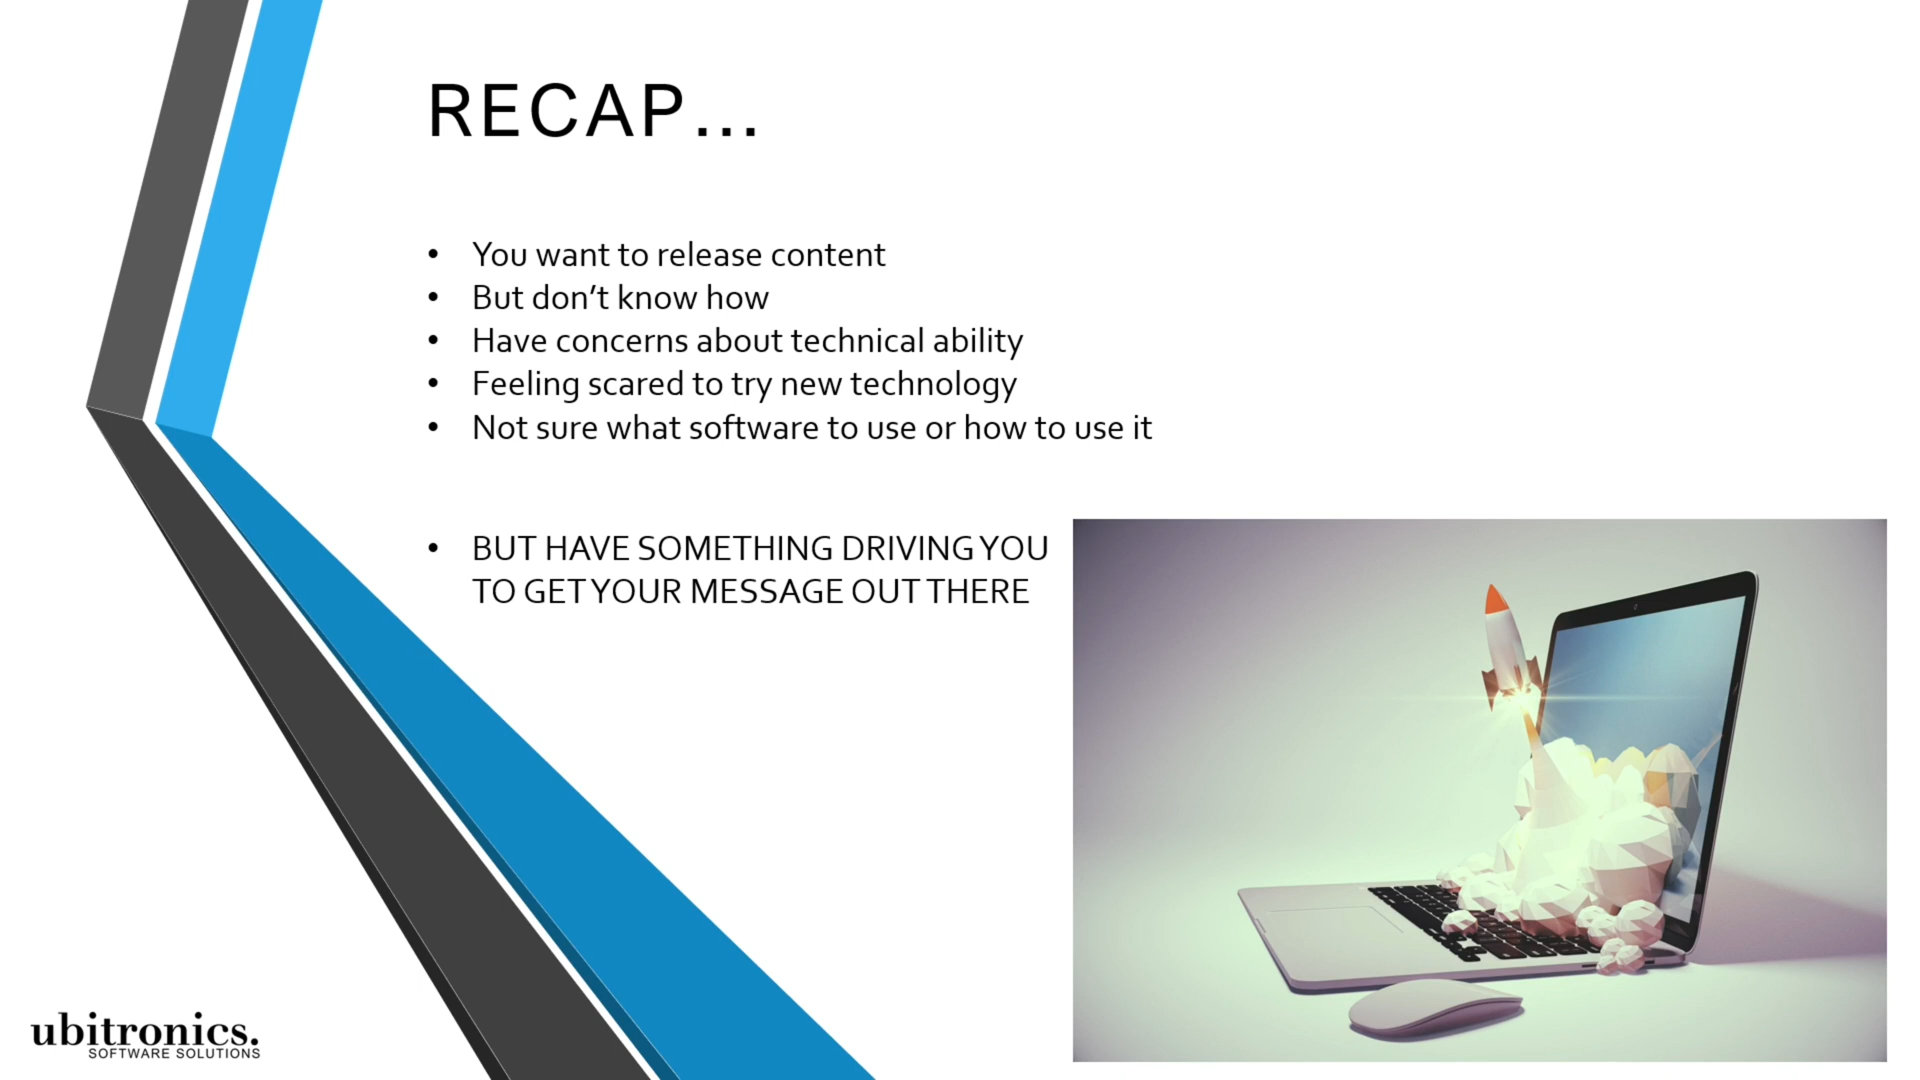 RECAP...
• You want to release content
• But don’t know how
• Have concerns about technical ability
• Feeling scared to try new technology
• Not sure what software to use or how to use it
• BUT HAVE SOMETHING DRIVING YOU
TO GET YOUR MESSAGE OUT THERE
ubitronics.
SOFTWARE SOLUTIONS